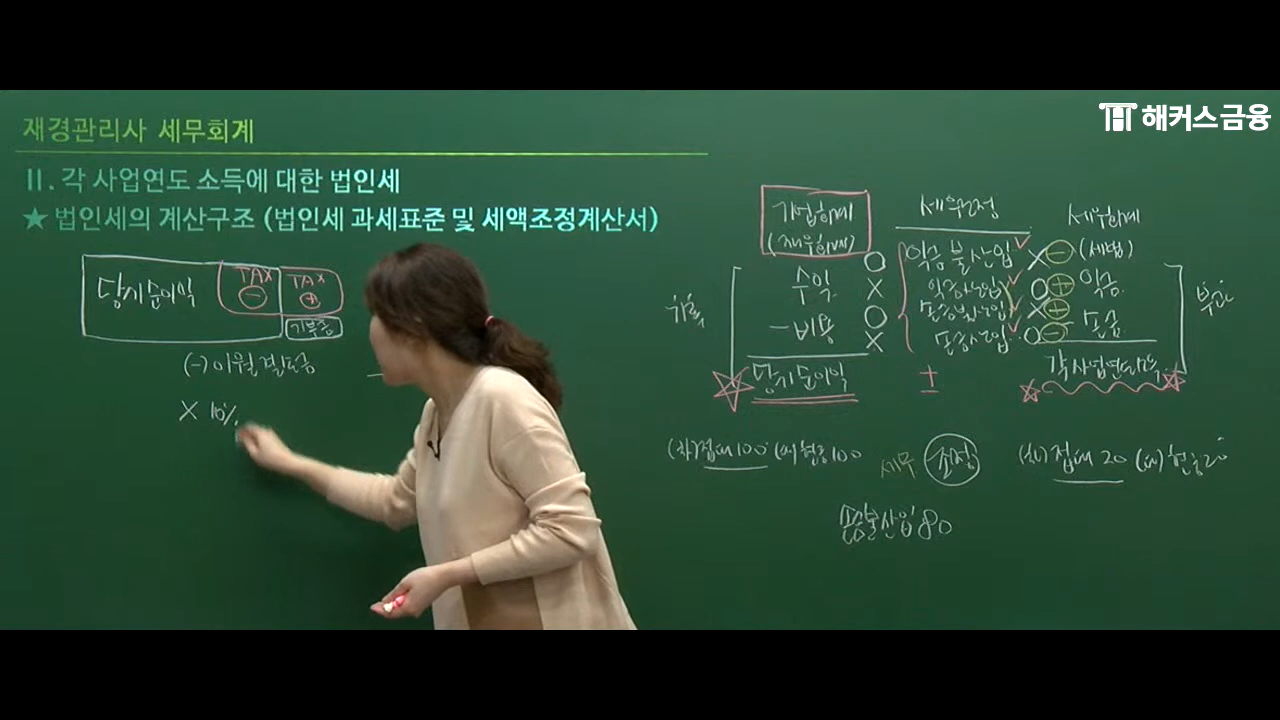 해커스금융
재경관리사 세무회계
II. 각 사업연도 소득에 대한 법인세
★ 법인세의 계산구조 (법인세 과세표준 및 세액조정계산서)
당기순이익 TAX ⊖ TAX ⊕
기부금
(-) 이월결손금
X 10%
기업회계 세무조정 세무회계
(재무회계) (세법)
수익 O 익금불산입 X ⊖ 익금
X 익금산입 O ⊕
- 비용 O 손금불산입 X ⊕ 손금
X 손금산입 O ⊖
당기순이익 ± 각 사업연도소득
(차)접대 100 (대)현금100 세무 조정 (차)접대 20 (대)현금20
손금불산입 80